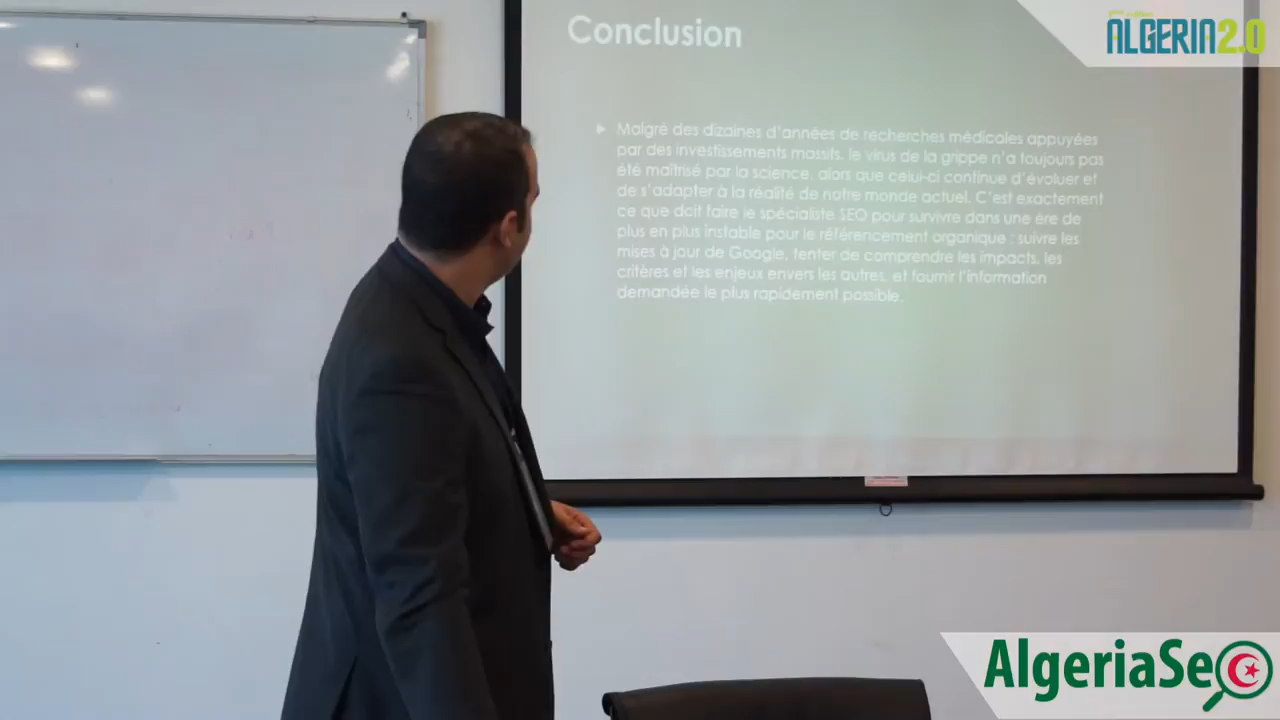 Conclusion
ALGERIA2.0
Malgré des dizaines d'années de recherches médicales appuyées
par des investissements massifs, le virus de la grippe n'a toujours pas
été maîtrisé par la science, alors que celui-ci continue d'évoluer et
de s'adapter à la réalité de notre monde actuel. C'est exactement
ce que doit faire le spécialiste SEO pour survivre dans une ère de
plus en plus instable pour le référencement organique : suivre les
mises à jour de Google, tenter de comprendre les impacts, les
critères et les enjeux envers les autres, et fournir l'information
demandée le plus rapidement possible.
AlgeriaSeo